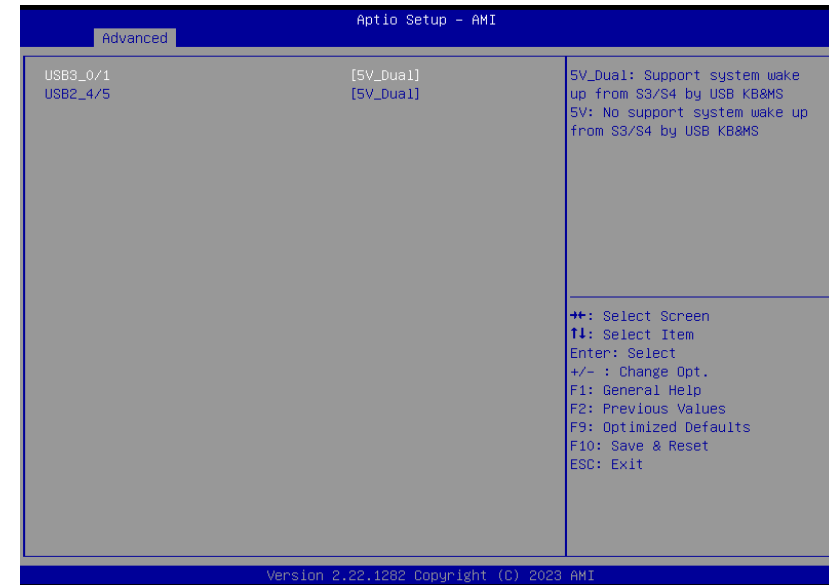 Aptio Setup – AMI
Advanced
USB3_0/1 [5V_Dual]
USB2_4/5 [5V_Dual]
5V_Dual: Support system wake
up from S3/S4 by USB KB&MS
5V: No support system wake up
from S3/S4 by USB KB&MS
→←: Select Screen
↑↓: Select Item
Enter: Select
+/- : Change Opt.
F1: General Help
F2: Previous Values
F9: Optimized Defaults
F10: Save & Reset
ESC: Exit
Version 2.22.1282 Copyright (C) 2023 AMI